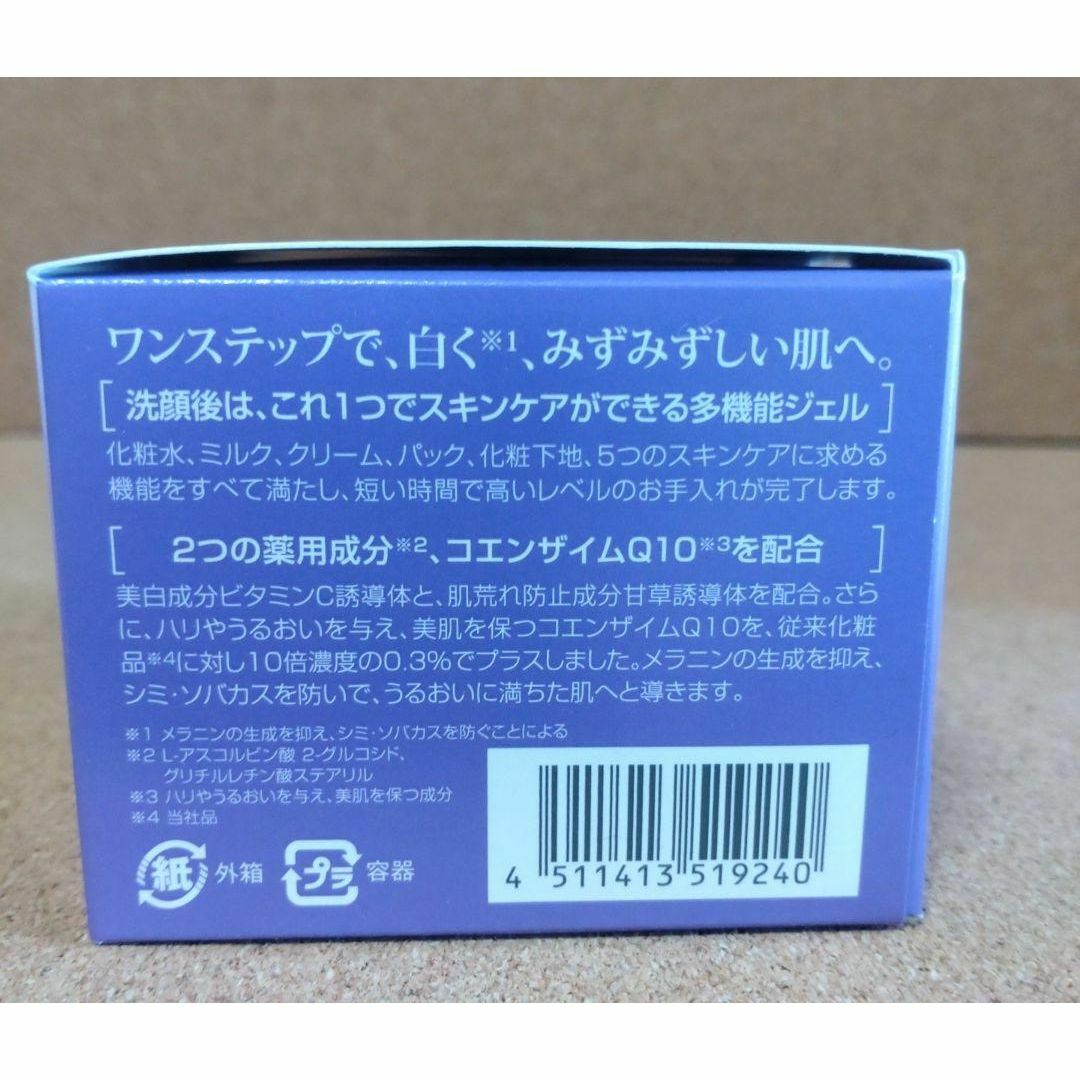 ワンステップで、白く※1、みずみずしい肌へ。
[洗顔後は、これ1つでスキンケアができる多機能ジェル]
化粧水、ミルク、クリーム、パック、化粧下地、5つのスキンケアに求める
機能をすべて満たし、短い時間で高いレベルのお手入れが完了します。
[2つの薬用成分※2、コエンザイムQ10※3を配合]
美白成分ビタミンC誘導体と、肌荒れ防止成分甘草誘導体を配合。さら
に、ハリやうるおいを与え、美肌を保つコエンザイムQ10を、従来化粧
品※4に対し10倍濃度の0.3%でプラスしました。メラニンの生成を抑え、
シミ・ソバカスを防いで、うるおいに満ちた肌へと導きます。
※1 メラニンの生成を抑え、シミ・ソバカスを防ぐことによる
※2 L-アスコルビン酸 2-グルコシド、
グリチルレチン酸ステアリル
※3 ハリやうるおいを与え、美肌を保つ成分
※4 当社品
紙 外箱 プラ 容器
4 511413 519240